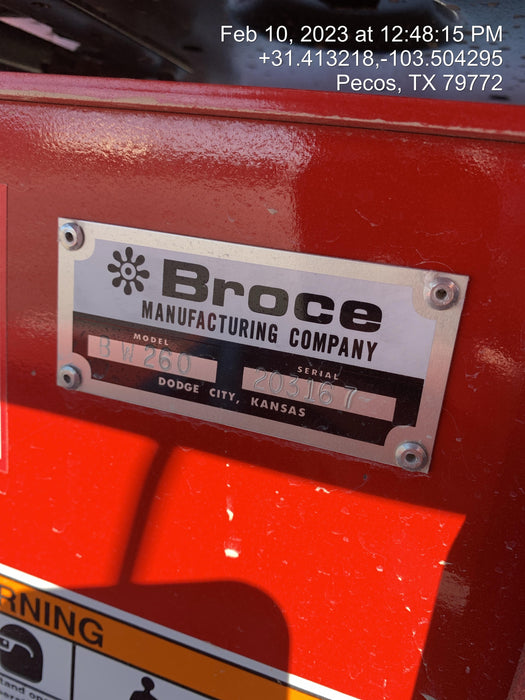 Feb 10, 2023 at 12:48:15 PM
+31.413218,-103.504295
Pecos, TX 79772
Broce
MANUFACTURING COMPANY
MODEL SERIAL
BW260 203167
DODGE CITY, KANSAS
RNING
tand